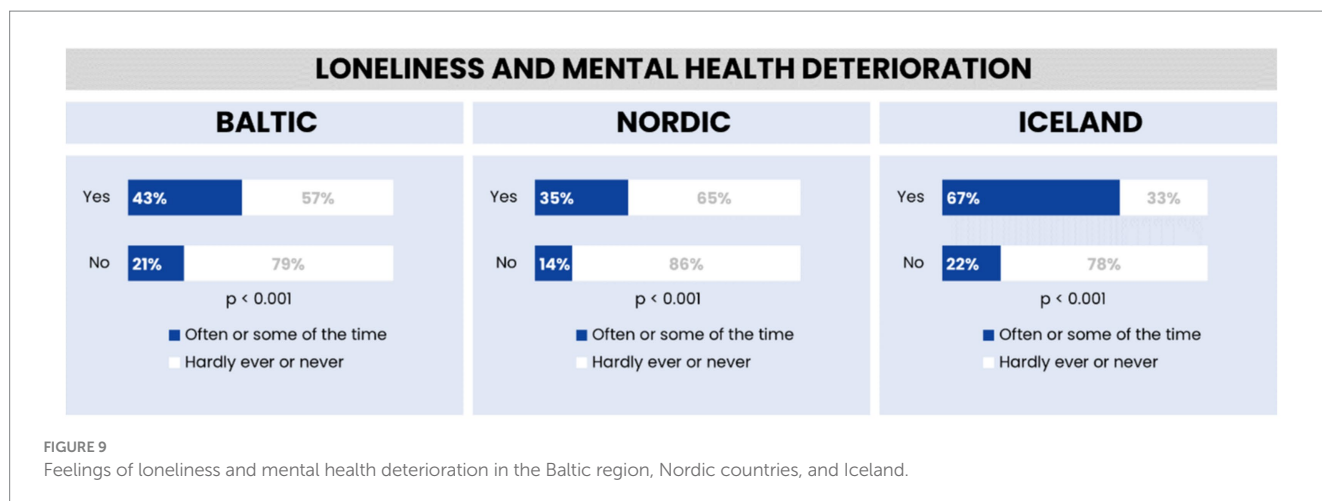 LONELINESS AND MENTAL HEALTH DETERIORATION
BALTIC
Yes 43% 57%
No 21% 79%
p < 0.001
Often or some of the time
Hardly ever or never
NORDIC
Yes 35% 65%
No 14% 86%
p < 0.001
Often or some of the time
Hardly ever or never
ICELAND
Yes 67% 33%
No 22% 78%
p < 0.001
Often or some of the time
Hardly ever or never
FIGURE 9
Feelings of loneliness and mental health deterioration in the Baltic region, Nordic countries, and Iceland.